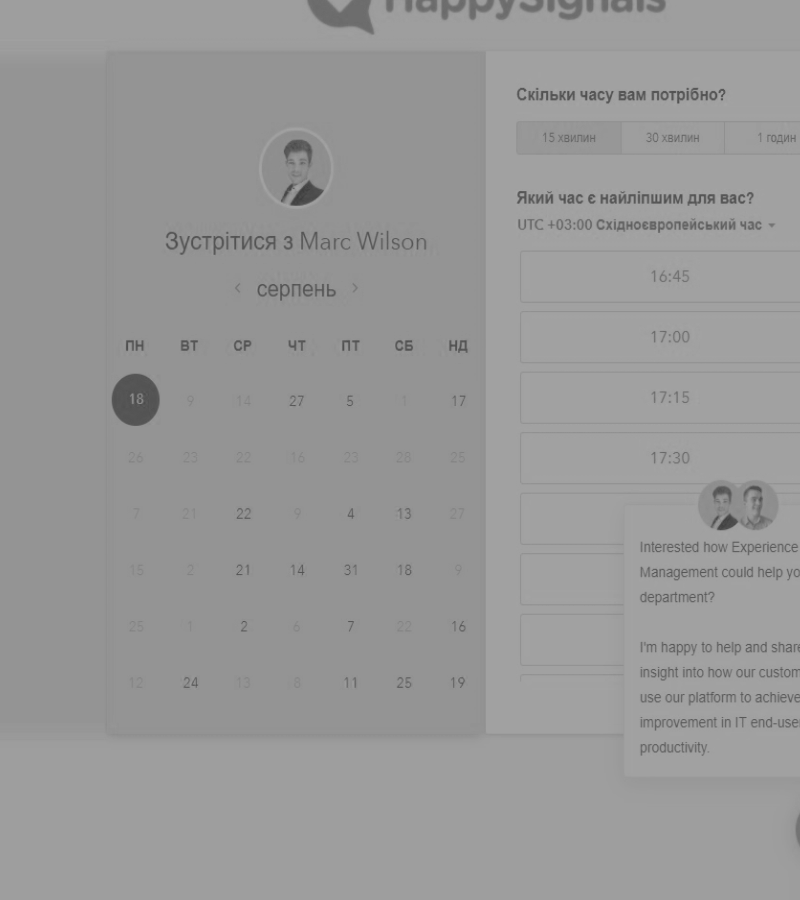 HappySignals
Зустрітися з Marc Wilson
серпень
ПН ВТ СР ЧТ ПТ СБ НД
18 9 14 27 5 1 17
26 23 22 16 23 28 25
7 21 22 9 4 13 27
15 2 21 14 31 18 9
25 1 2 6 7 22 16
12 24 13 8 11 25 19
Скільки часу вам потрібно?
15 хвилин 30 хвилин 1 годин
Який час є найліпшим для вас?
UTC +03:00 Східноєвропейський час
16:45
17:00
17:15
17:30
Interested how Experience
Management could help yo
department?
I'm happy to help and share
insight into how our custom
use our platform to achieve
improvement in IT end-use
productivity.